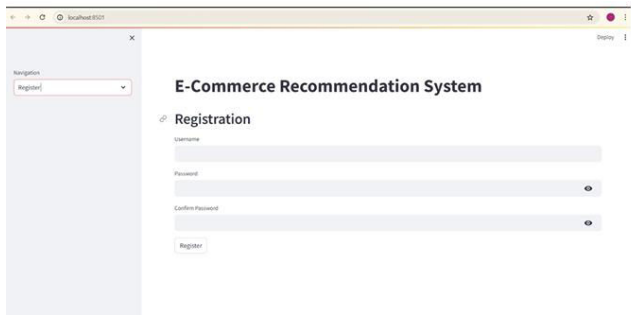 localhost:8501
Deploy
Navigation
Register
E-Commerce Recommendation System
Registration
Username
Password
Confirm Password
Register